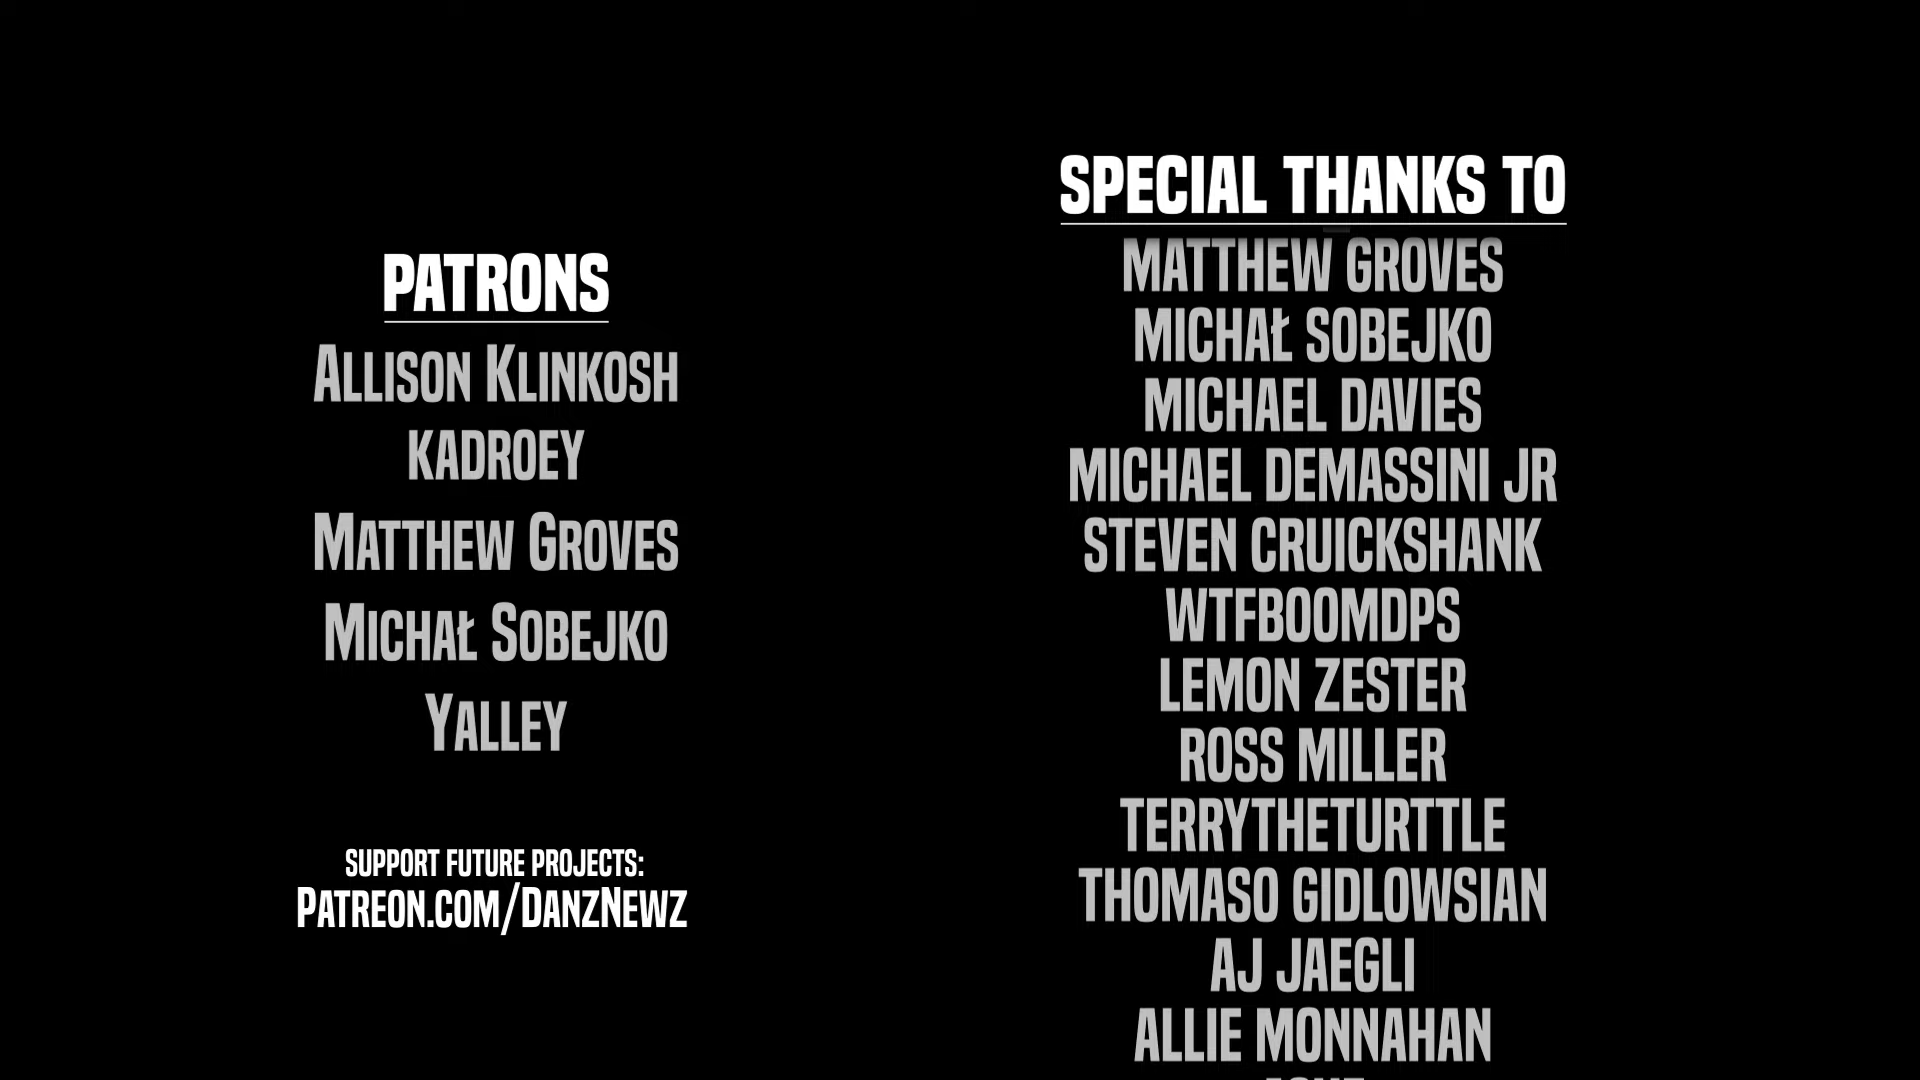 PATRONS
Allison Klinkosh
KADROEY
Matthew Groves
Michał Sobejko
Yalley
SUPPORT FUTURE PROJECTS:
Patreon.com/DanzNewz
SPECIAL THANKS TO
MATTHEW GROVES
MICHAŁ SOBEJKO
MICHAEL DAVIES
MICHAEL DEMASSINI JR
STEVEN CRUICKSHANK
WTFBOOMDPS
LEMON ZESTER
ROSS MILLER
TERRYTHETURTTLE
THOMASO GIDLOWSIAN
AJ JAEGLI
ALLIE MONNAHAN